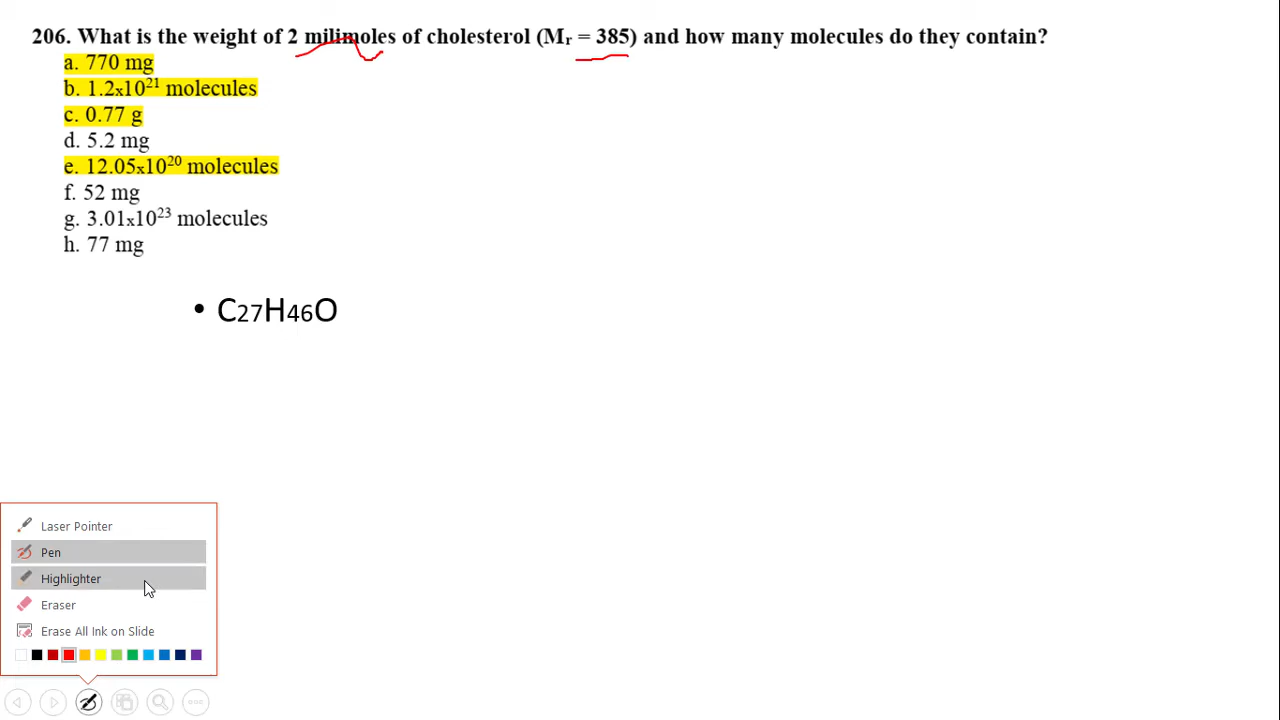 206. What is the weight of 2 milimoles of cholesterol (Mᵣ = 385) and how many molecules do they contain?
a. 770 mg
b. 1.2x10²¹ molecules
c. 0.77 g
d. 5.2 mg
e. 12.05x10²⁰ molecules
f. 52 mg
g. 3.01x10²³ molecules
h. 77 mg
• C27H46O
Laser Pointer
Pen
Highlighter
Eraser
Erase All Ink on Slide